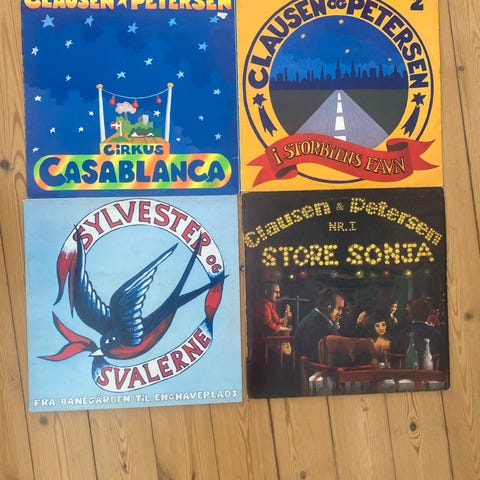 CLAUSEN ★ PETERSEN
CIRKUS
CASABLANCA
2
CLAUSEN OG PETERSEN
I STORBYENS FAVN
SYLVESTER OG
SVALERNE
FRA BANEGÅRDEN TIL ENGHAVEPLADS
Clausen & Petersen
NR. I
STORE SONJA